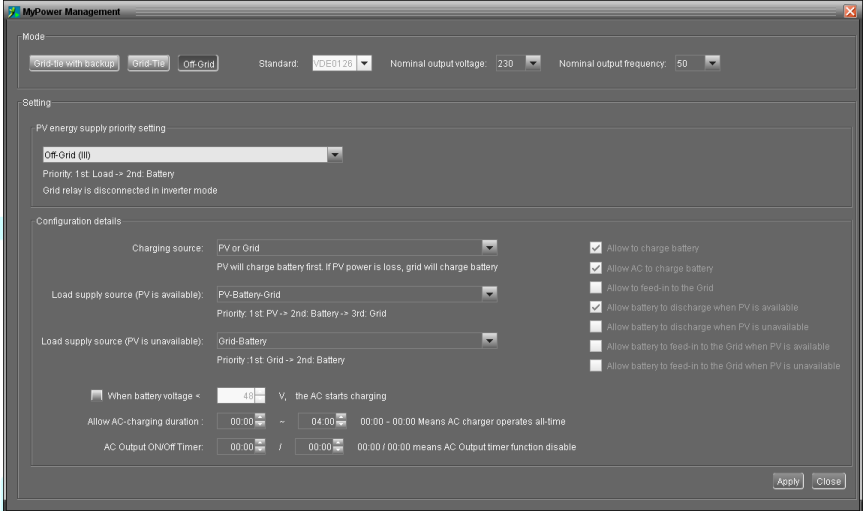 MyPower Management
Mode
Grid-tie with backup Grid-Tie Off-Grid Standard: VDE0126 Nominal output voltage: 230 Nominal output frequency: 50
Setting
PV energy supply priority setting
Off-Grid (III)
Priority: 1st: Load -> 2nd: Battery
Grid relay is disconnected in inverter mode
Configuration details
Charging source: PV or Grid
PV will charge battery first. If PV power is loss, grid will charge battery
Load supply source (PV is available): PV-Battery-Grid
Priority: 1st: PV -> 2nd: Battery -> 3rd: Grid
Load supply source (PV is unavailable): Grid-Battery
Priority :1st: Grid -> 2nd: Battery
Allow to charge battery
Allow AC to charge battery
Allow to feed-in to the Grid
Allow battery to discharge when PV is available
Allow battery to discharge when PV is unavailable
Allow battery to feed-in to the Grid when PV is available
Allow battery to feed-in to the Grid when PV is unavailable
When battery voltage < 48 V, the AC starts charging
Allow AC-charging duration : 00:00 – 04:00 00:00 – 00:00 Means AC charger operates all-time
AC Output ON/Off Timer: 00:00 / 00:00 00:00 / 00:00 means AC Output timer function disable
Apply Close